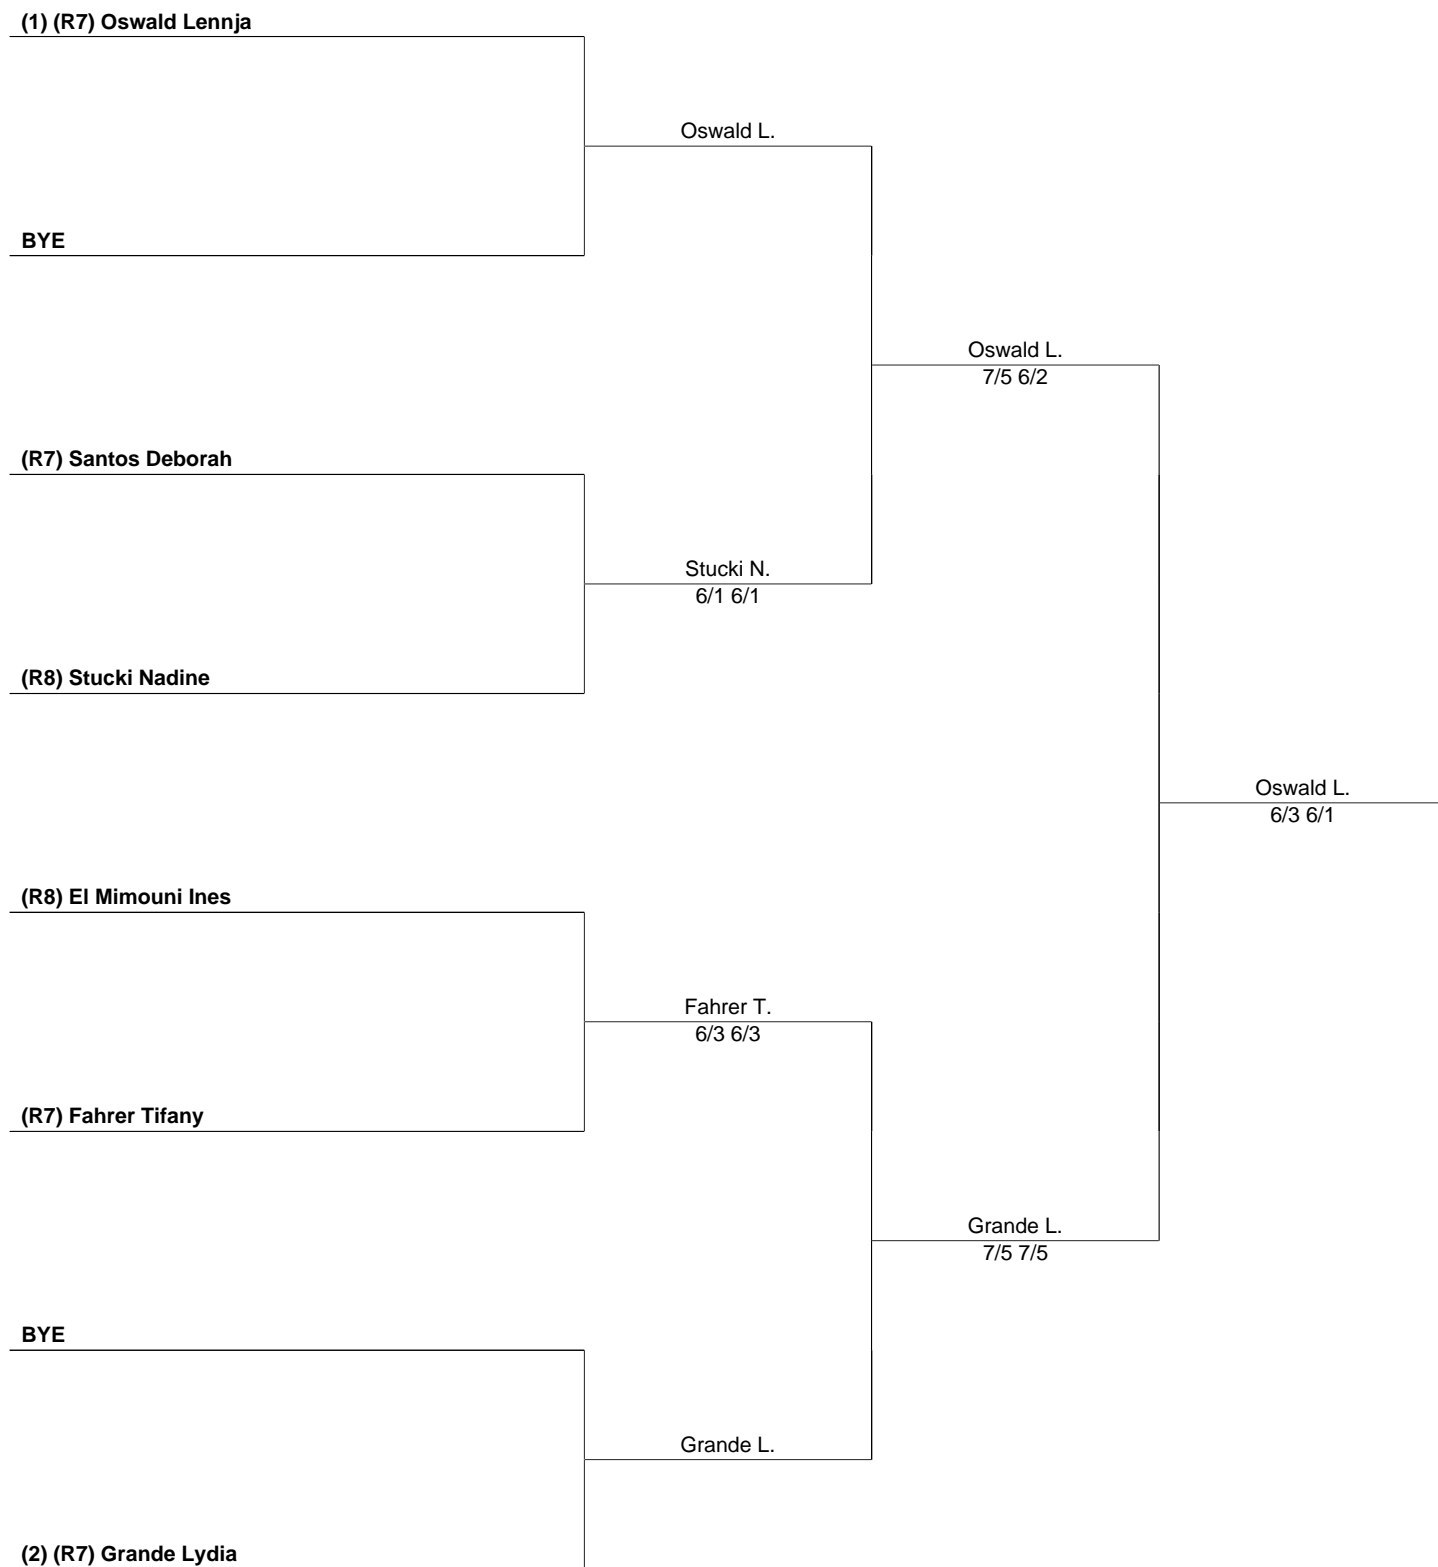 (1) (R7) Oswald Lennja
Oswald L.
BYE
Oswald L.
7/5 6/2
(R7) Santos Deborah
Stucki N.
6/1 6/1
(R8) Stucki Nadine
Oswald L.
6/3 6/1
(R8) El Mimouni Ines
Fahrer T.
6/3 6/3
(R7) Fahrer Tifany
Grande L.
7/5 7/5
BYE
Grande L.
(2) (R7) Grande Lydia